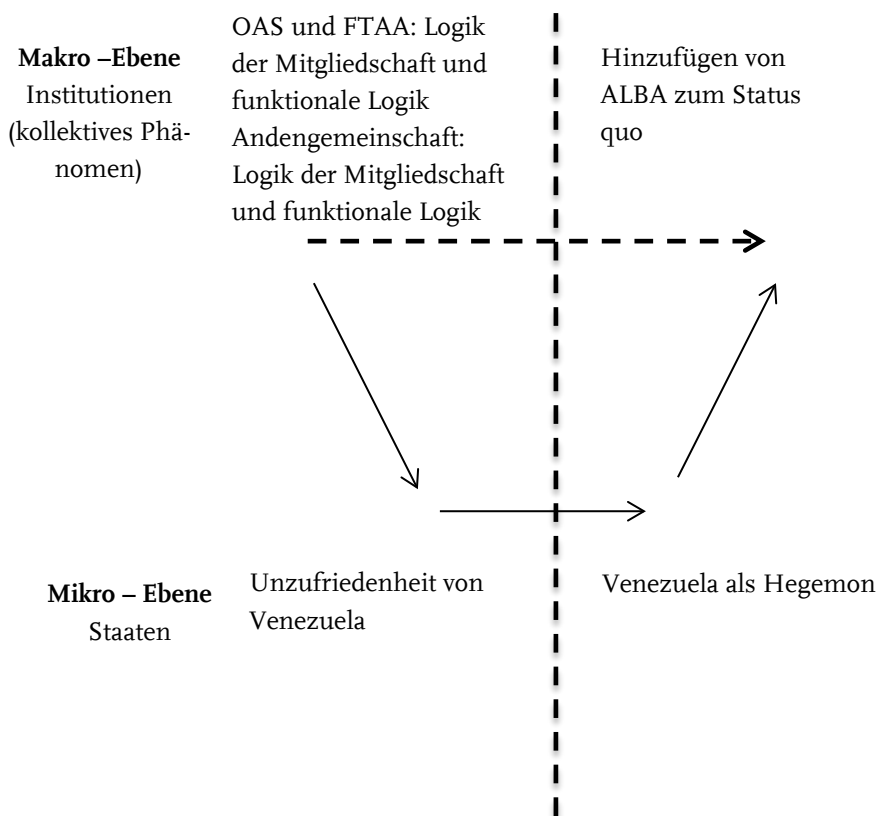 Makro –Ebene
Institutionen
(kollektives Phä-
nomen)
OAS und FTAA: Logik
der Mitgliedschaft und
funktionale Logik
Andengemeinschaft:
Logik der Mitgliedschaft
und funktionale Logik
Hinzufügen von
ALBA zum Status
quo
Mikro – Ebene
Staaten
Unzufriedenheit von
Venezuela
Venezuela als Hegemon